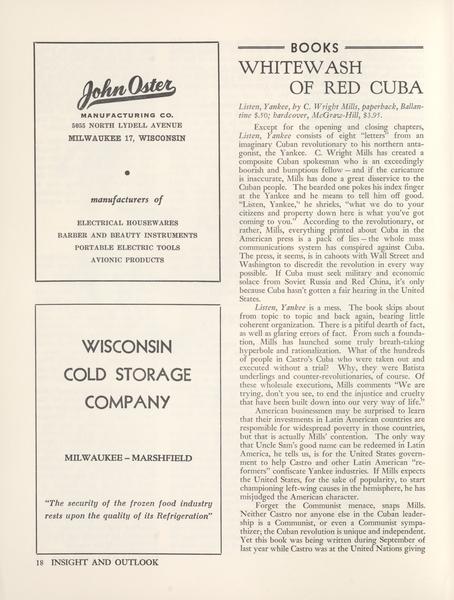 John Oster
MANUFACTURING CO.
5055 NORTH LYDELL AVENUE
MILWAUKEE 17, WISCONSIN
•
manufacturers of
ELECTRICAL HOUSEWARES
BARBER AND BEAUTY INSTRUMENTS
PORTABLE ELECTRIC TOOLS
AVIONIC PRODUCTS
WISCONSIN
COLD STORAGE
COMPANY
MILWAUKEE – MARSHFIELD
"The security of the frozen food industry
rests upon the quality of its Refrigeration"
BOOKS
WHITEWASH
OF RED CUBA
Listen, Yankee, by C. Wright Mills, paperback, Ballan-
tine $.50; hardcover, McGraw-Hill, $3.95.
Except for the opening and closing chapters,
Listen, Yankee consists of eight "letters" from an
imaginary Cuban revolutionary to his northern anta-
gonist, the Yankee. C. Wright Mills has created a
composite Cuban spokesman who is an exceedingly
boorish and bumptious fellow – and if the caricature
is inaccurate, Mills has done a great disservice to the
Cuban people. The bearded one pokes his index finger
at the Yankee and he means to tell him off good.
"Listen, Yankee," he shrieks, "what we do to your
citizens and property down here is what you've got
coming to you." According to the revolutionary, or
rather, Mills, everything printed about Cuba in the
American press is a pack of lies – the whole mass
communications system has conspired against Cuba.
The press, it seems, is in cahoots with Wall Street and
Washington to discredit the revolution in every way
possible. If Cuba must seek military and economic
solace from Soviet Russia and Red China, it's only
because Cuba hasn't gotten a fair hearing in the United
States.
Listen, Yankee is a mess. The book skips about
from topic to topic and back again, bearing little
coherent organization. There is a pitiful dearth of fact,
as well as glaring errors of fact. From such a founda-
tion, Mills has launched some truly breath-taking
hyperbole and rationalization. What of the hundreds
of people in Castro's Cuba who were taken out and
executed without a trial? Why, they were Batista
underlings and counter-revolutionaries, of course. Of
these wholesale executions, Mills comments "We are
trying, don't you see, to end the injustice and cruelty
that have been built down into our very way of life."
American businessmen may be surprised to learn
that their investments in Latin American countries are
responsible for widespread poverty in those countries,
but that is actually Mills' contention. The only way
that Uncle Sam's good name can be redeemed in Latin
America, he tells us, is for the United States govern-
ment to help Castro and other Latin American "re-
formers" confiscate Yankee industries. If Mills expects
the United States, for the sake of popularity, to start
championing left-wing causes in the hemisphere, he has
misjudged the American character.
Forget the Communist menace, snaps Mills.
Neither Castro nor anyone else in the Cuban leader-
ship is a Communist, or even a Communist sympa-
thizer; the Cuban revolution is unique and independent.
Yet this book was being written during September of
last year while Castro was at the United Nations giving
18 INSIGHT AND OUTLOOK